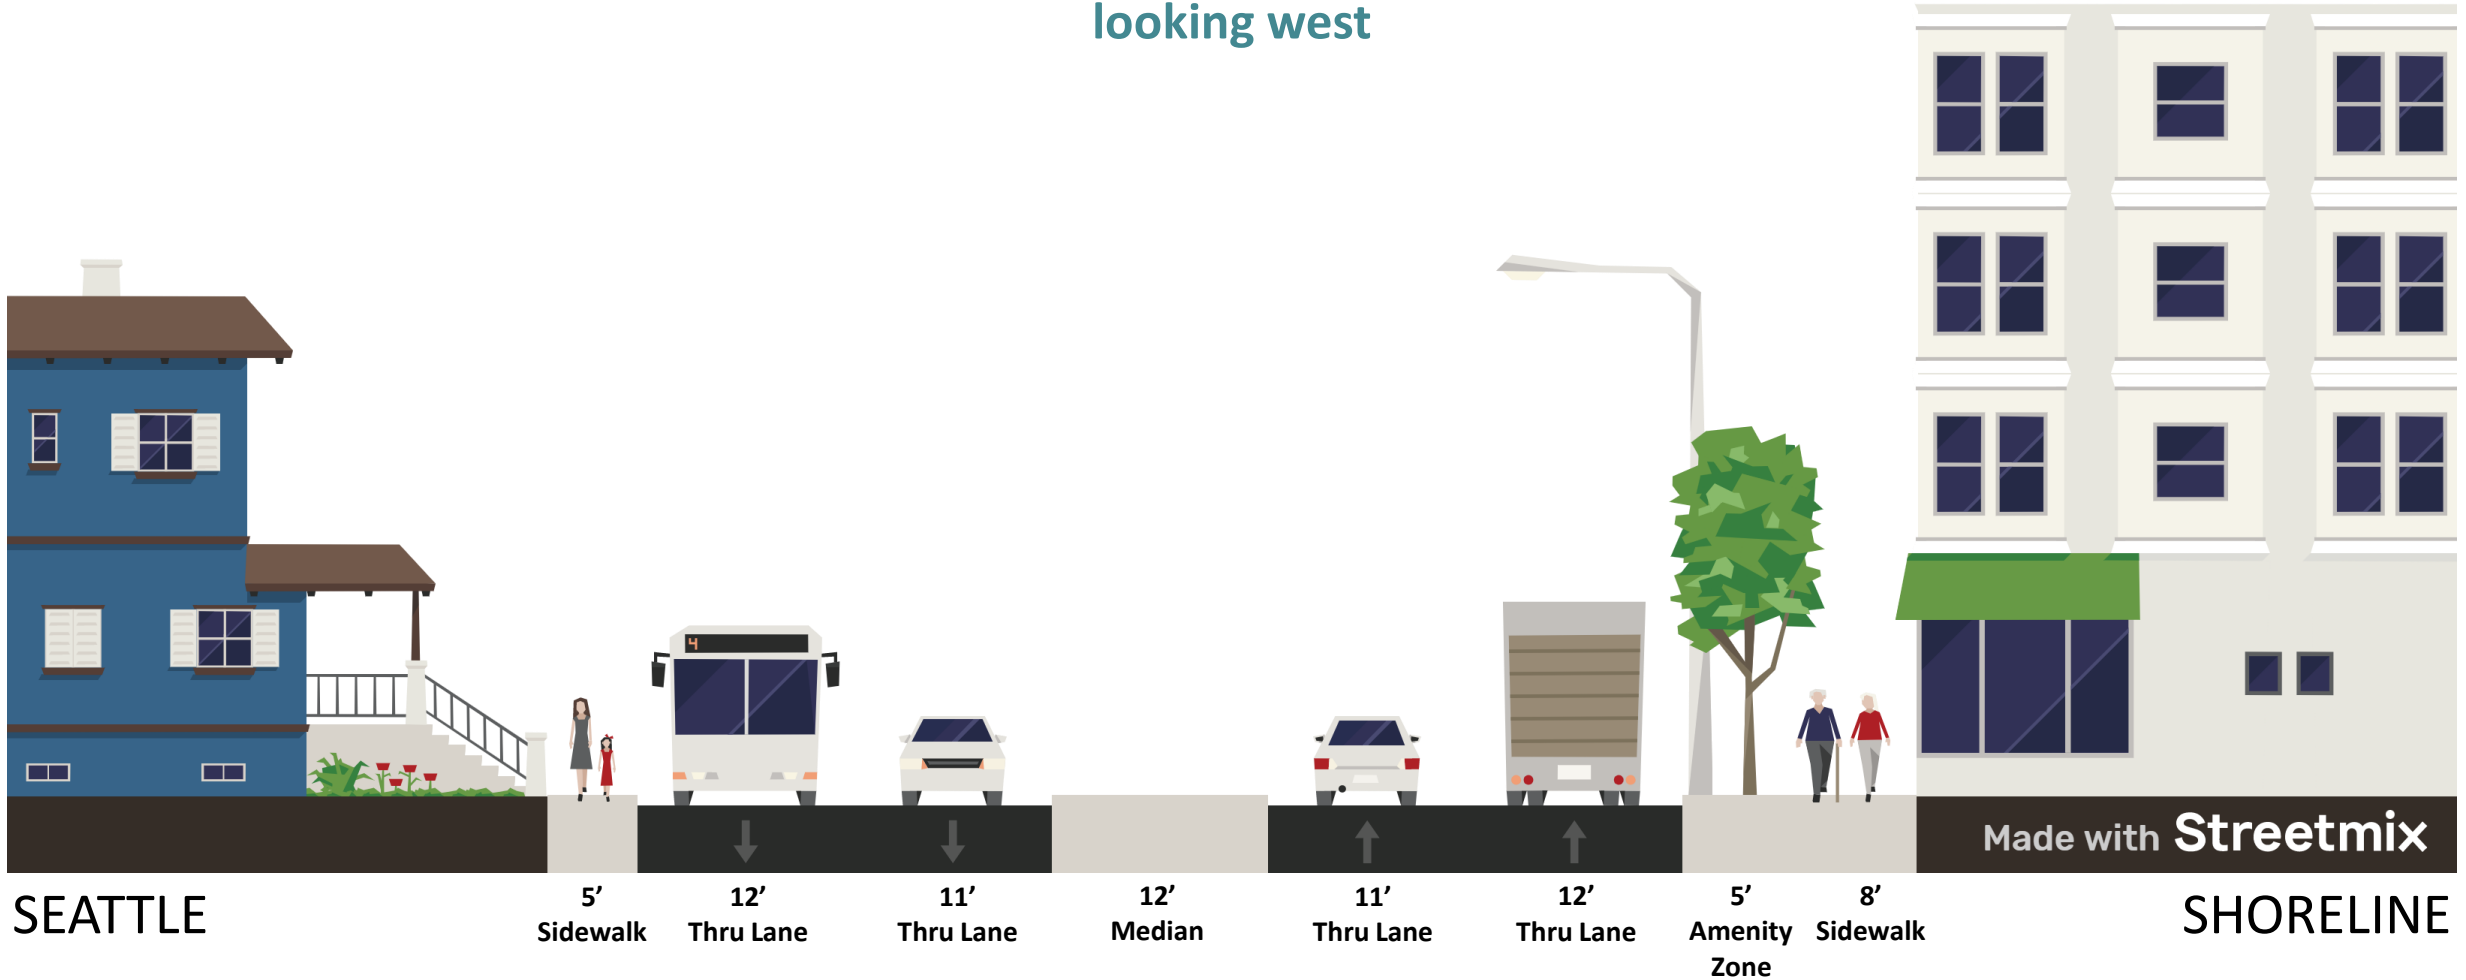 looking west
4
Made with Streetmix
SEATTLE
5’
Sidewalk
12’
Thru Lane
11’
Thru Lane
12’
Median
11’
Thru Lane
12’
Thru Lane
5’
Amenity
Zone
8’
Sidewalk
SHORELINE